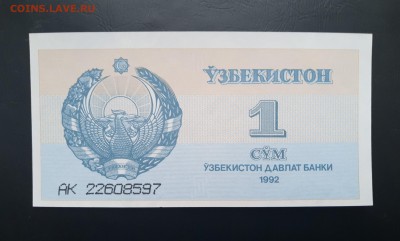 COINS.LAVE.RU
ЎЗБЕКИСТОН
1
СЎМ
ЎЗБЕКИСТОН ДАВЛАТ БАНКИ
1992
АК 22608597